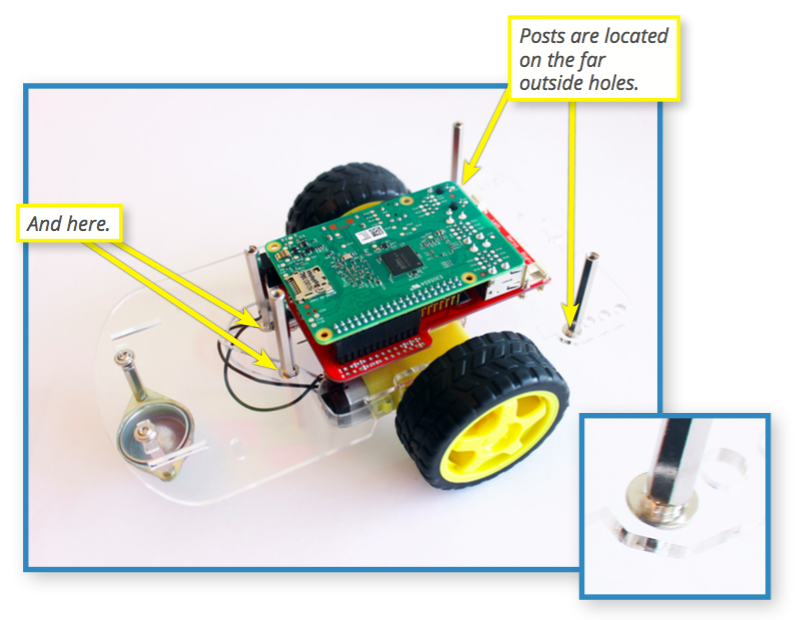 Posts are located
on the far
outside holes.
And here.